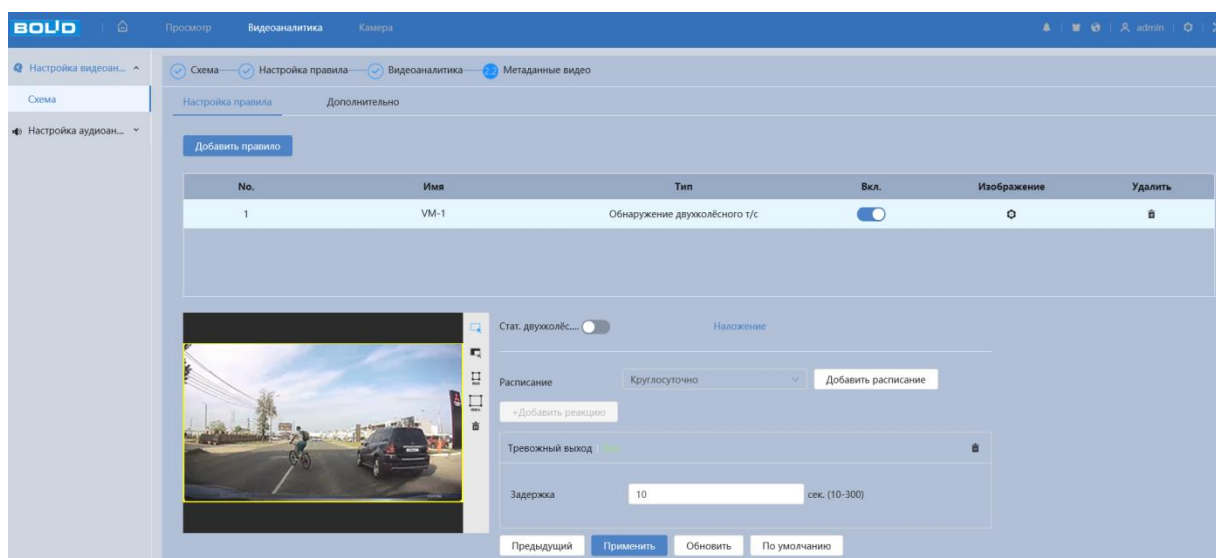 BOLID Просмотр Видеоаналитика Камера admin
Настройка видеоан...
Схема
Настройка аудиоан...
Схема Настройка правила Видеоаналитика 2.2 Метаданные видео
Настройка правила Дополнительно
Добавить правило
No. Имя Тип Вкл. Изображение Удалить
1 VM-1 Обнаружение двухколёсного т/с
Стат. двухколёс.... Наложение
Расписание Круглосуточно Добавить расписание
+Добавить реакцию
Тревожный выход
Задержка 10 сек. (10-300)
Предыдущий Применить Обновить По умолчанию